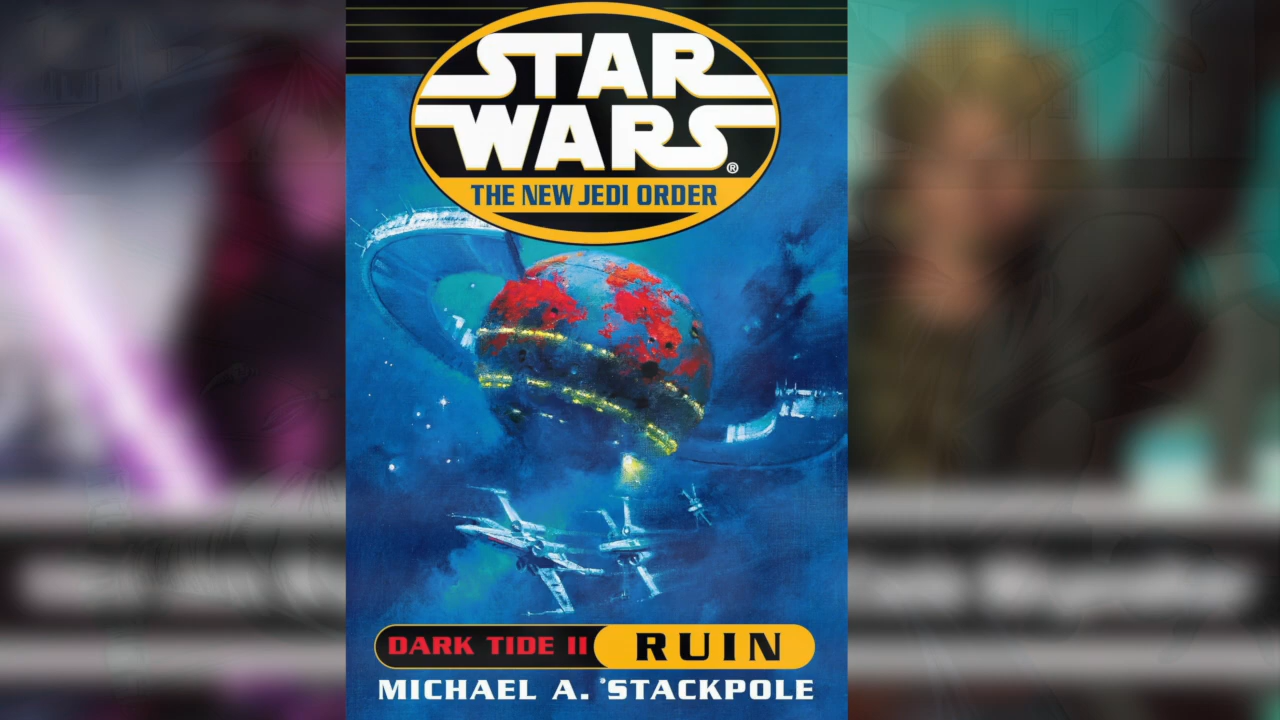 STAR
WARS®
THE NEW JEDI ORDER
DARK TIDE II RUIN
MICHAEL A. STACKPOLE